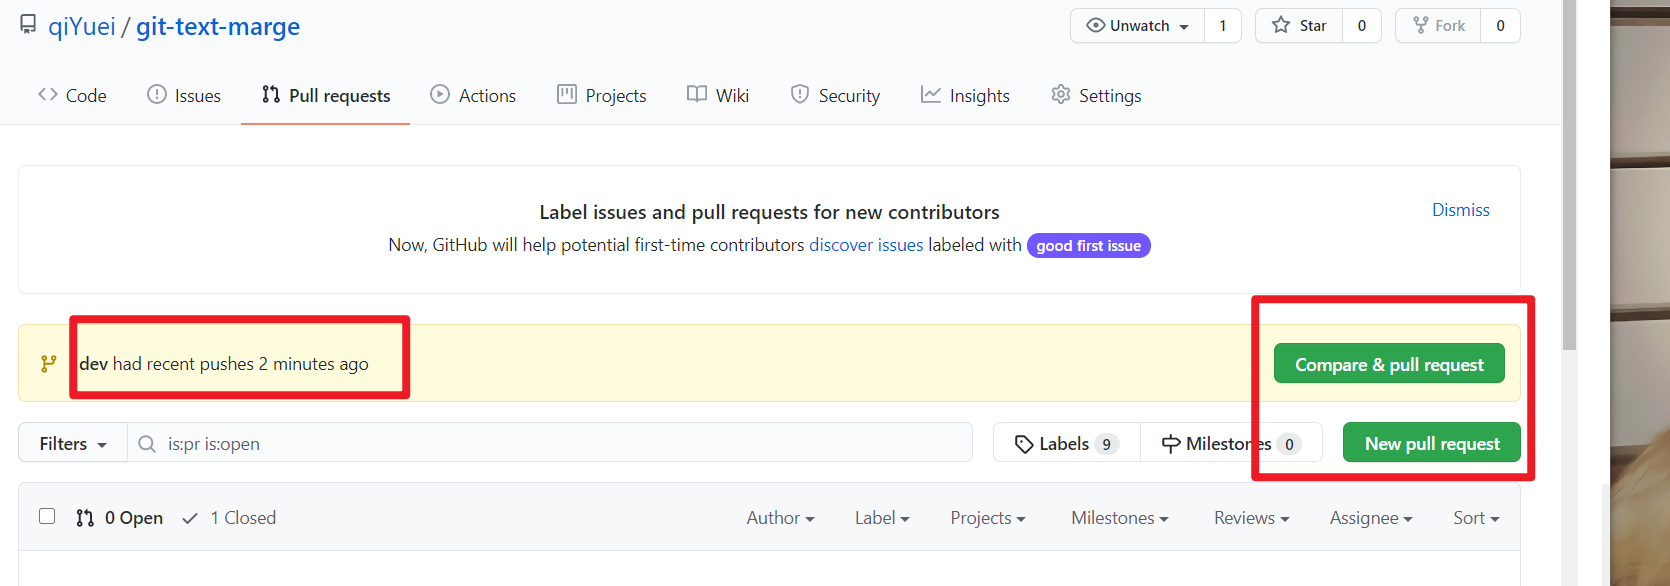 qiYuei / git-text-marge
Unwatch 1 Star 0 Fork 0
Code Issues Pull requests Actions Projects Wiki Security Insights Settings
Label issues and pull requests for new contributors
Dismiss
Now, GitHub will help potential first-time contributors discover issues labeled with good first issue
dev had recent pushes 2 minutes ago
Compare & pull request
Filters is:pr is:open Labels 9 Milestones 0 New pull request
0 Open 1 Closed Author Label Projects Milestones Reviews Assignee Sort